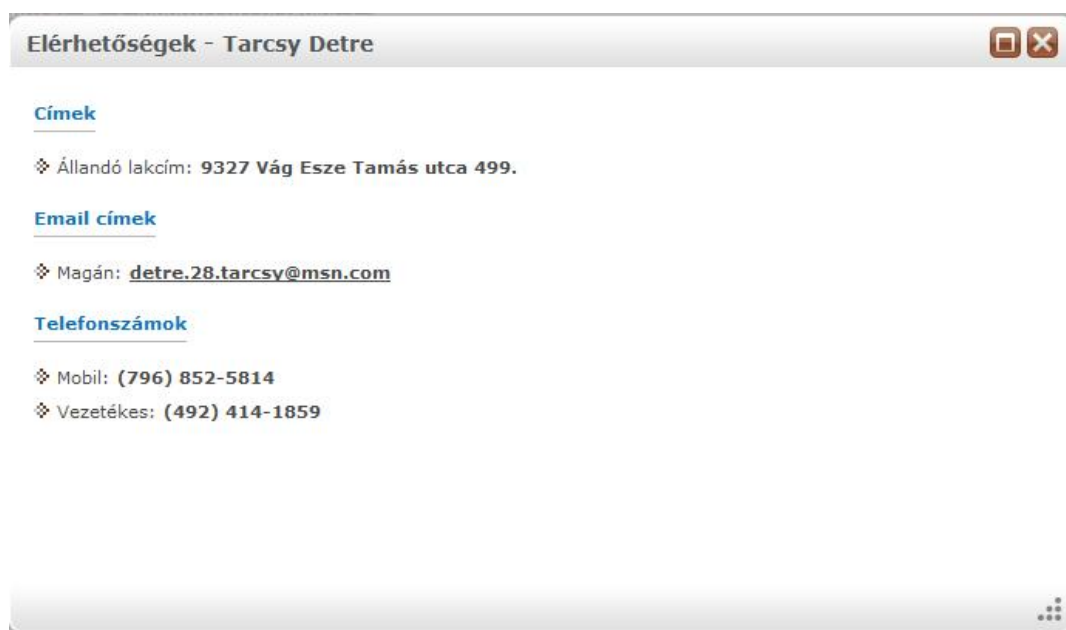 Elérhetőségek - Tarcsy Detre
Címek
Állandó lakcím: 9327 Vág Esze Tamás utca 499.
Email címek
Magán: detre.28.tarcsy@msn.com
Telefonszámok
Mobil: (796) 852-5814
Vezetékes: (492) 414-1859